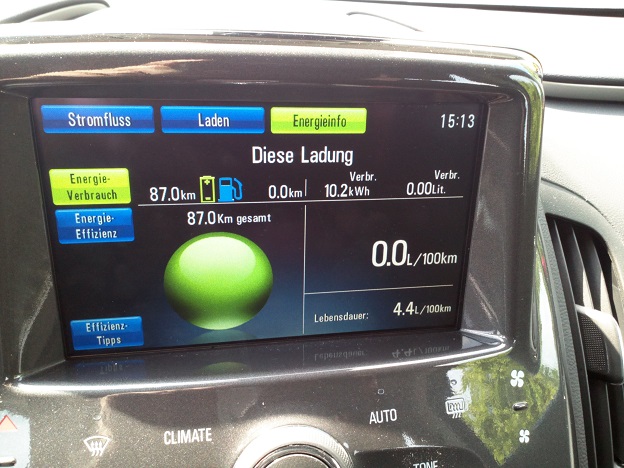 Stromfluss Laden Energieinfo 15:13
Diese Ladung
Energie-
Verbrauch
87.0km 0.0km
Verbr.
10.2kWh
Verbr.
0.00Lit.
Energie-
Effizienz
87.0Km gesamt
0.0L/100km
Lebensdauer: 4.4L/100km
Effizienz-
Tipps
CLIMATE
AUTO
TONE